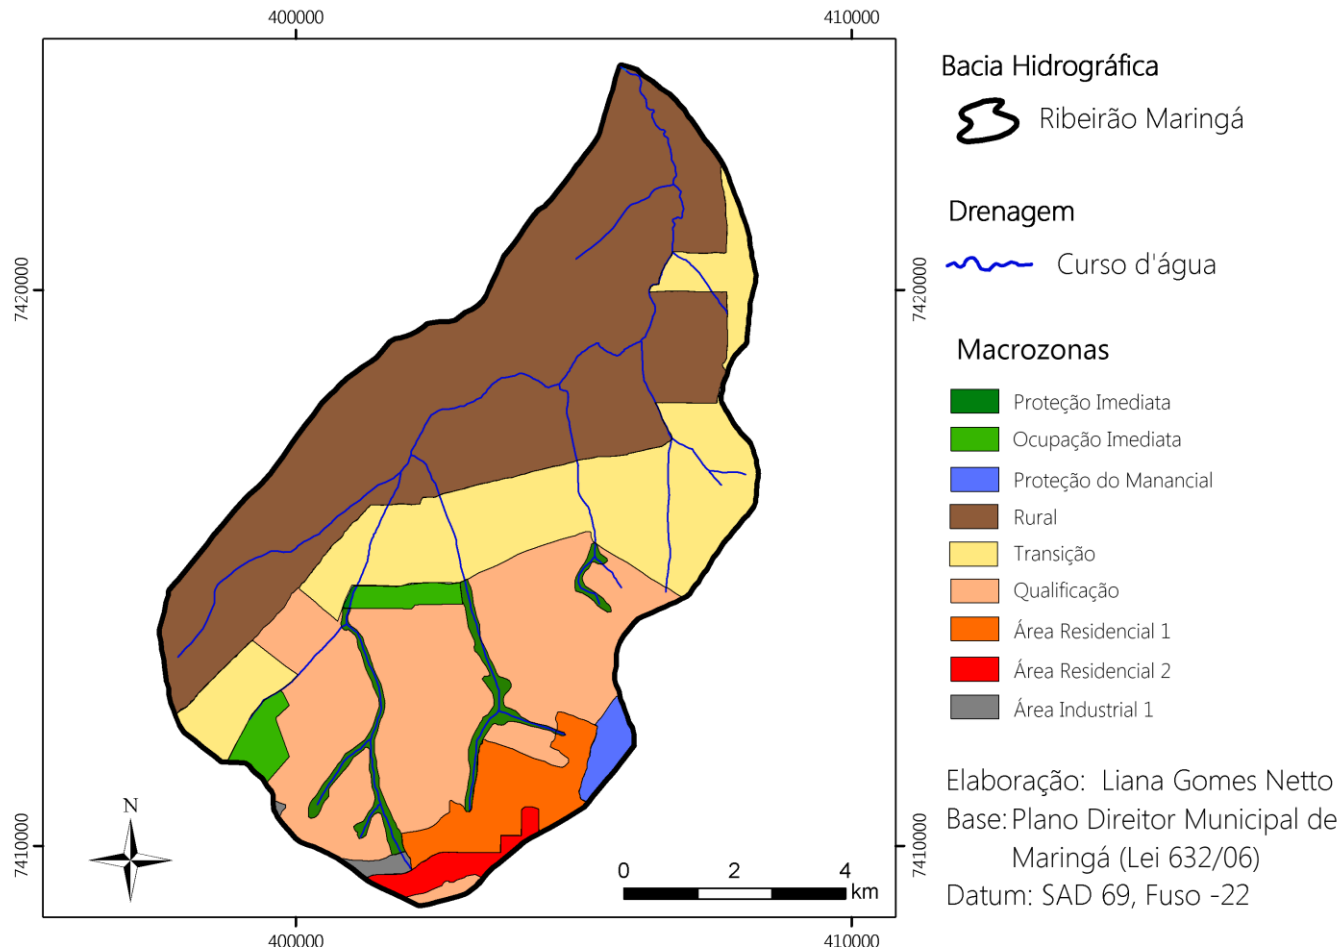 400000
410000
7420000
7420000
7410000
7410000
N
0
2
4
km
400000
410000
Bacia Hidrográfica
Ribeirão Maringá
Drenagem
Curso d'água
Macrozonas
Proteção Imediata
Ocupação Imediata
Proteção do Manancial
Rural
Transição
Qualificação
Área Residencial 1
Área Residencial 2
Área Industrial 1
Elaboração: Liana Gomes Netto
Base: Plano Direitor Municipal de
Maringá (Lei 632/06)
Datum: SAD 69, Fuso -22